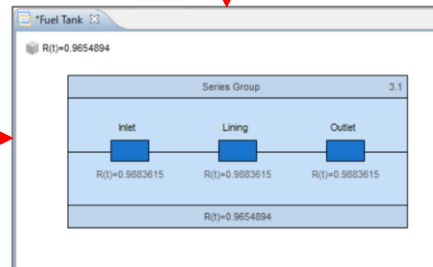 *Fuel Tank
R(t)=0.9654894
Series Group 3.1
Inlet Lining Outlet
R(t)=0.9883615 R(t)=0.9883615 R(t)=0.9883615
R(t)=0.9654894